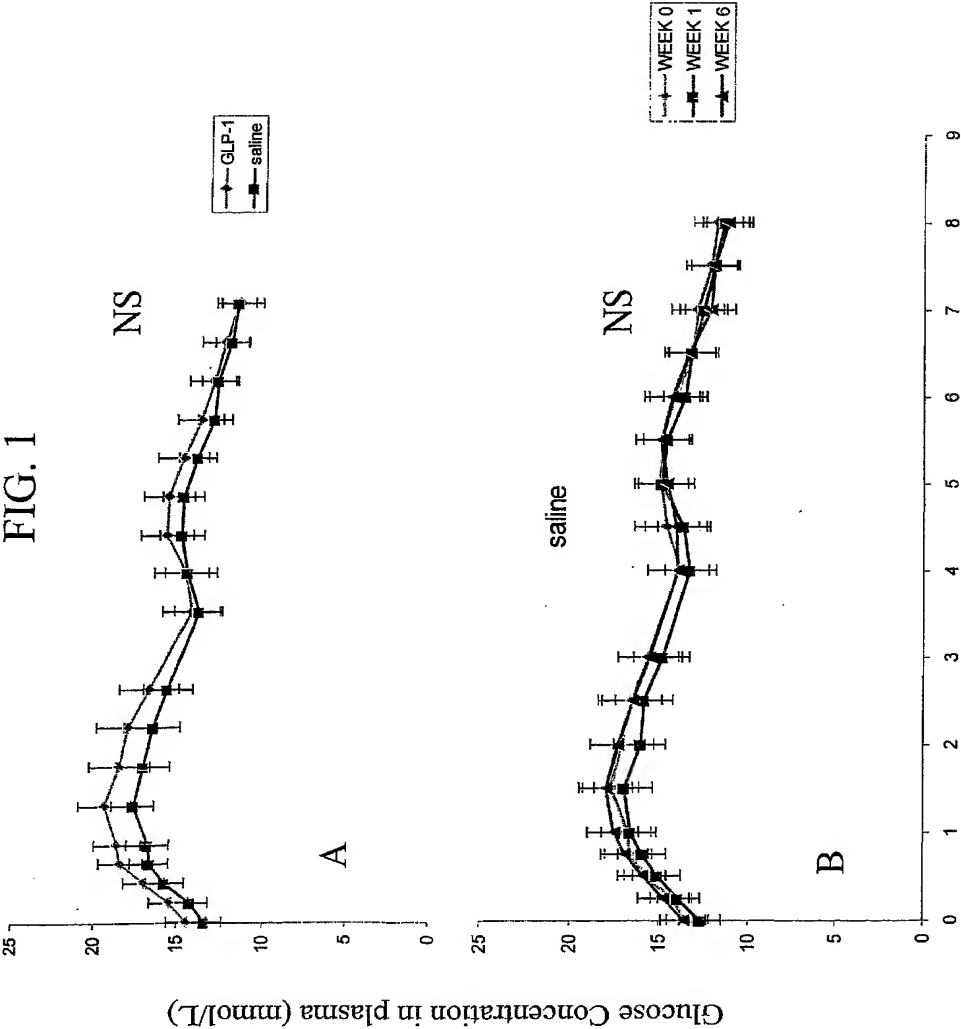 FIG. 1
Glucose Concentration in plasma (mmol/L)
25
20
15
10
5
0
A
NS
GLP-1
saline
25
20
15
10
5
0
B
saline
NS
WEEK 0
WEEK 1
WEEK 6
0
1
2
3
4
5
6
7
8
9